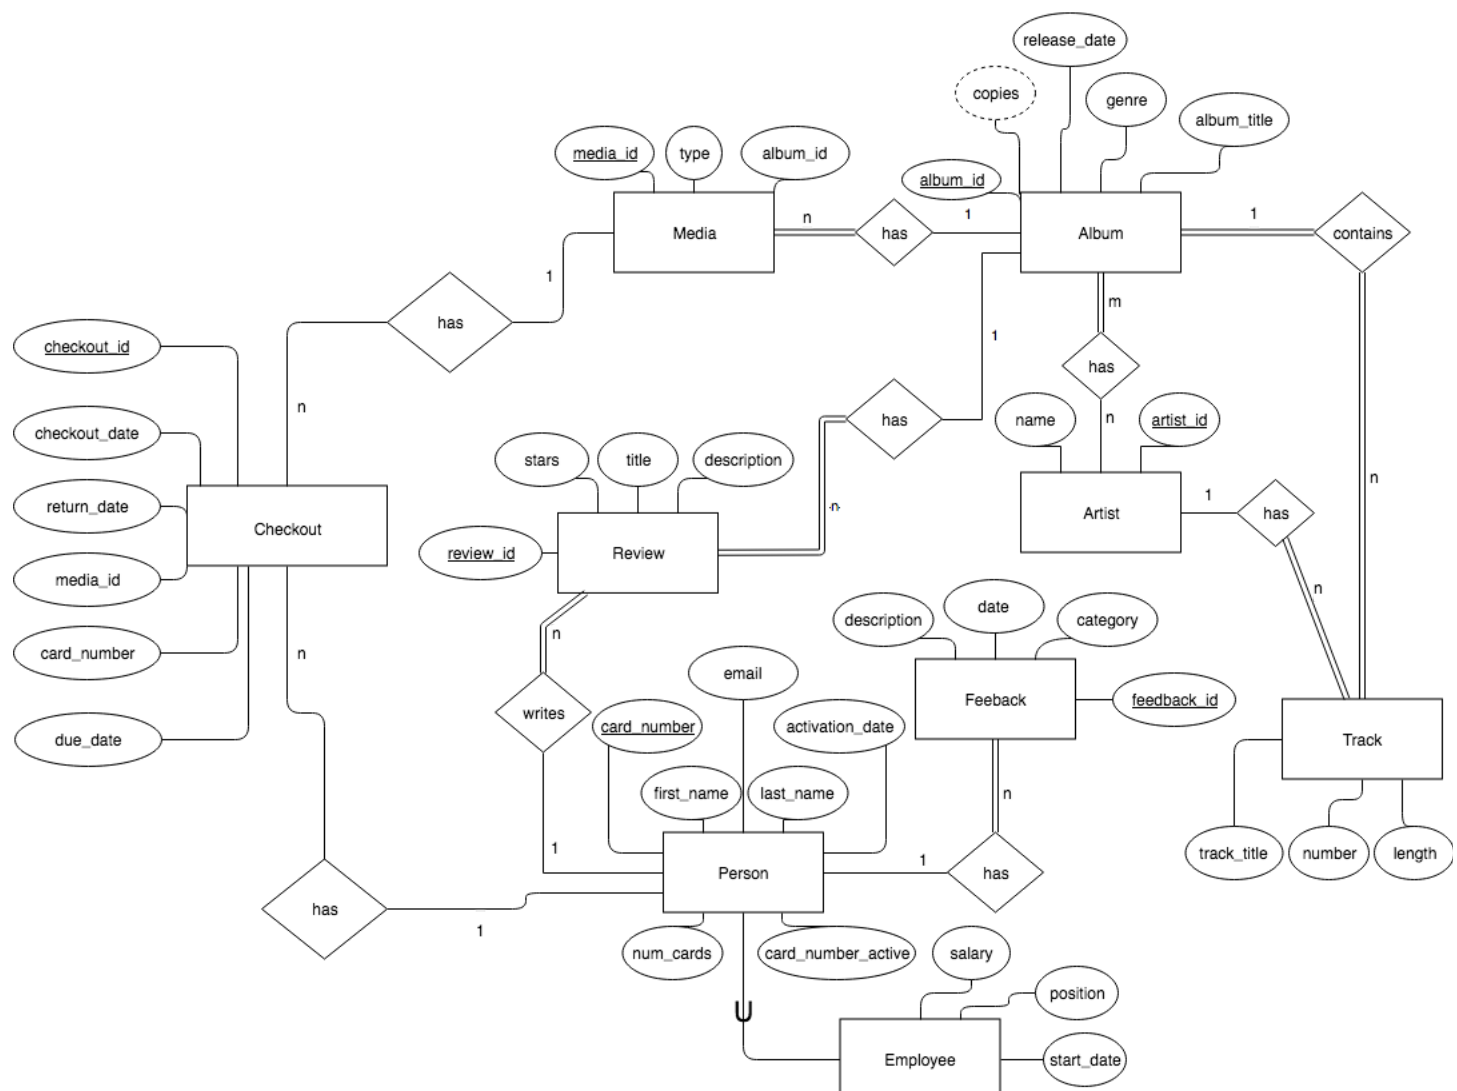 release_date
copies
genre
album_title
media_id
type
album_id
album_id
Media
n
has
1
Album
1
contains
1
has
m
n
1
has
checkout_id
n
has
name
n
artist_id
checkout_date
stars
title
description
n
1
has
Artist
return_date
n
Checkout
review_id
Review
media_id
n
description
date
category
card_number
n
n
email
Feeback
feedback_id
writes
card_number
activation_date
due_date
Track
first_name
last_name
n
1
track_title
number
length
Person
1
has
has
1
num_cards
card_number_active
salary
position
U
Employee
start_date